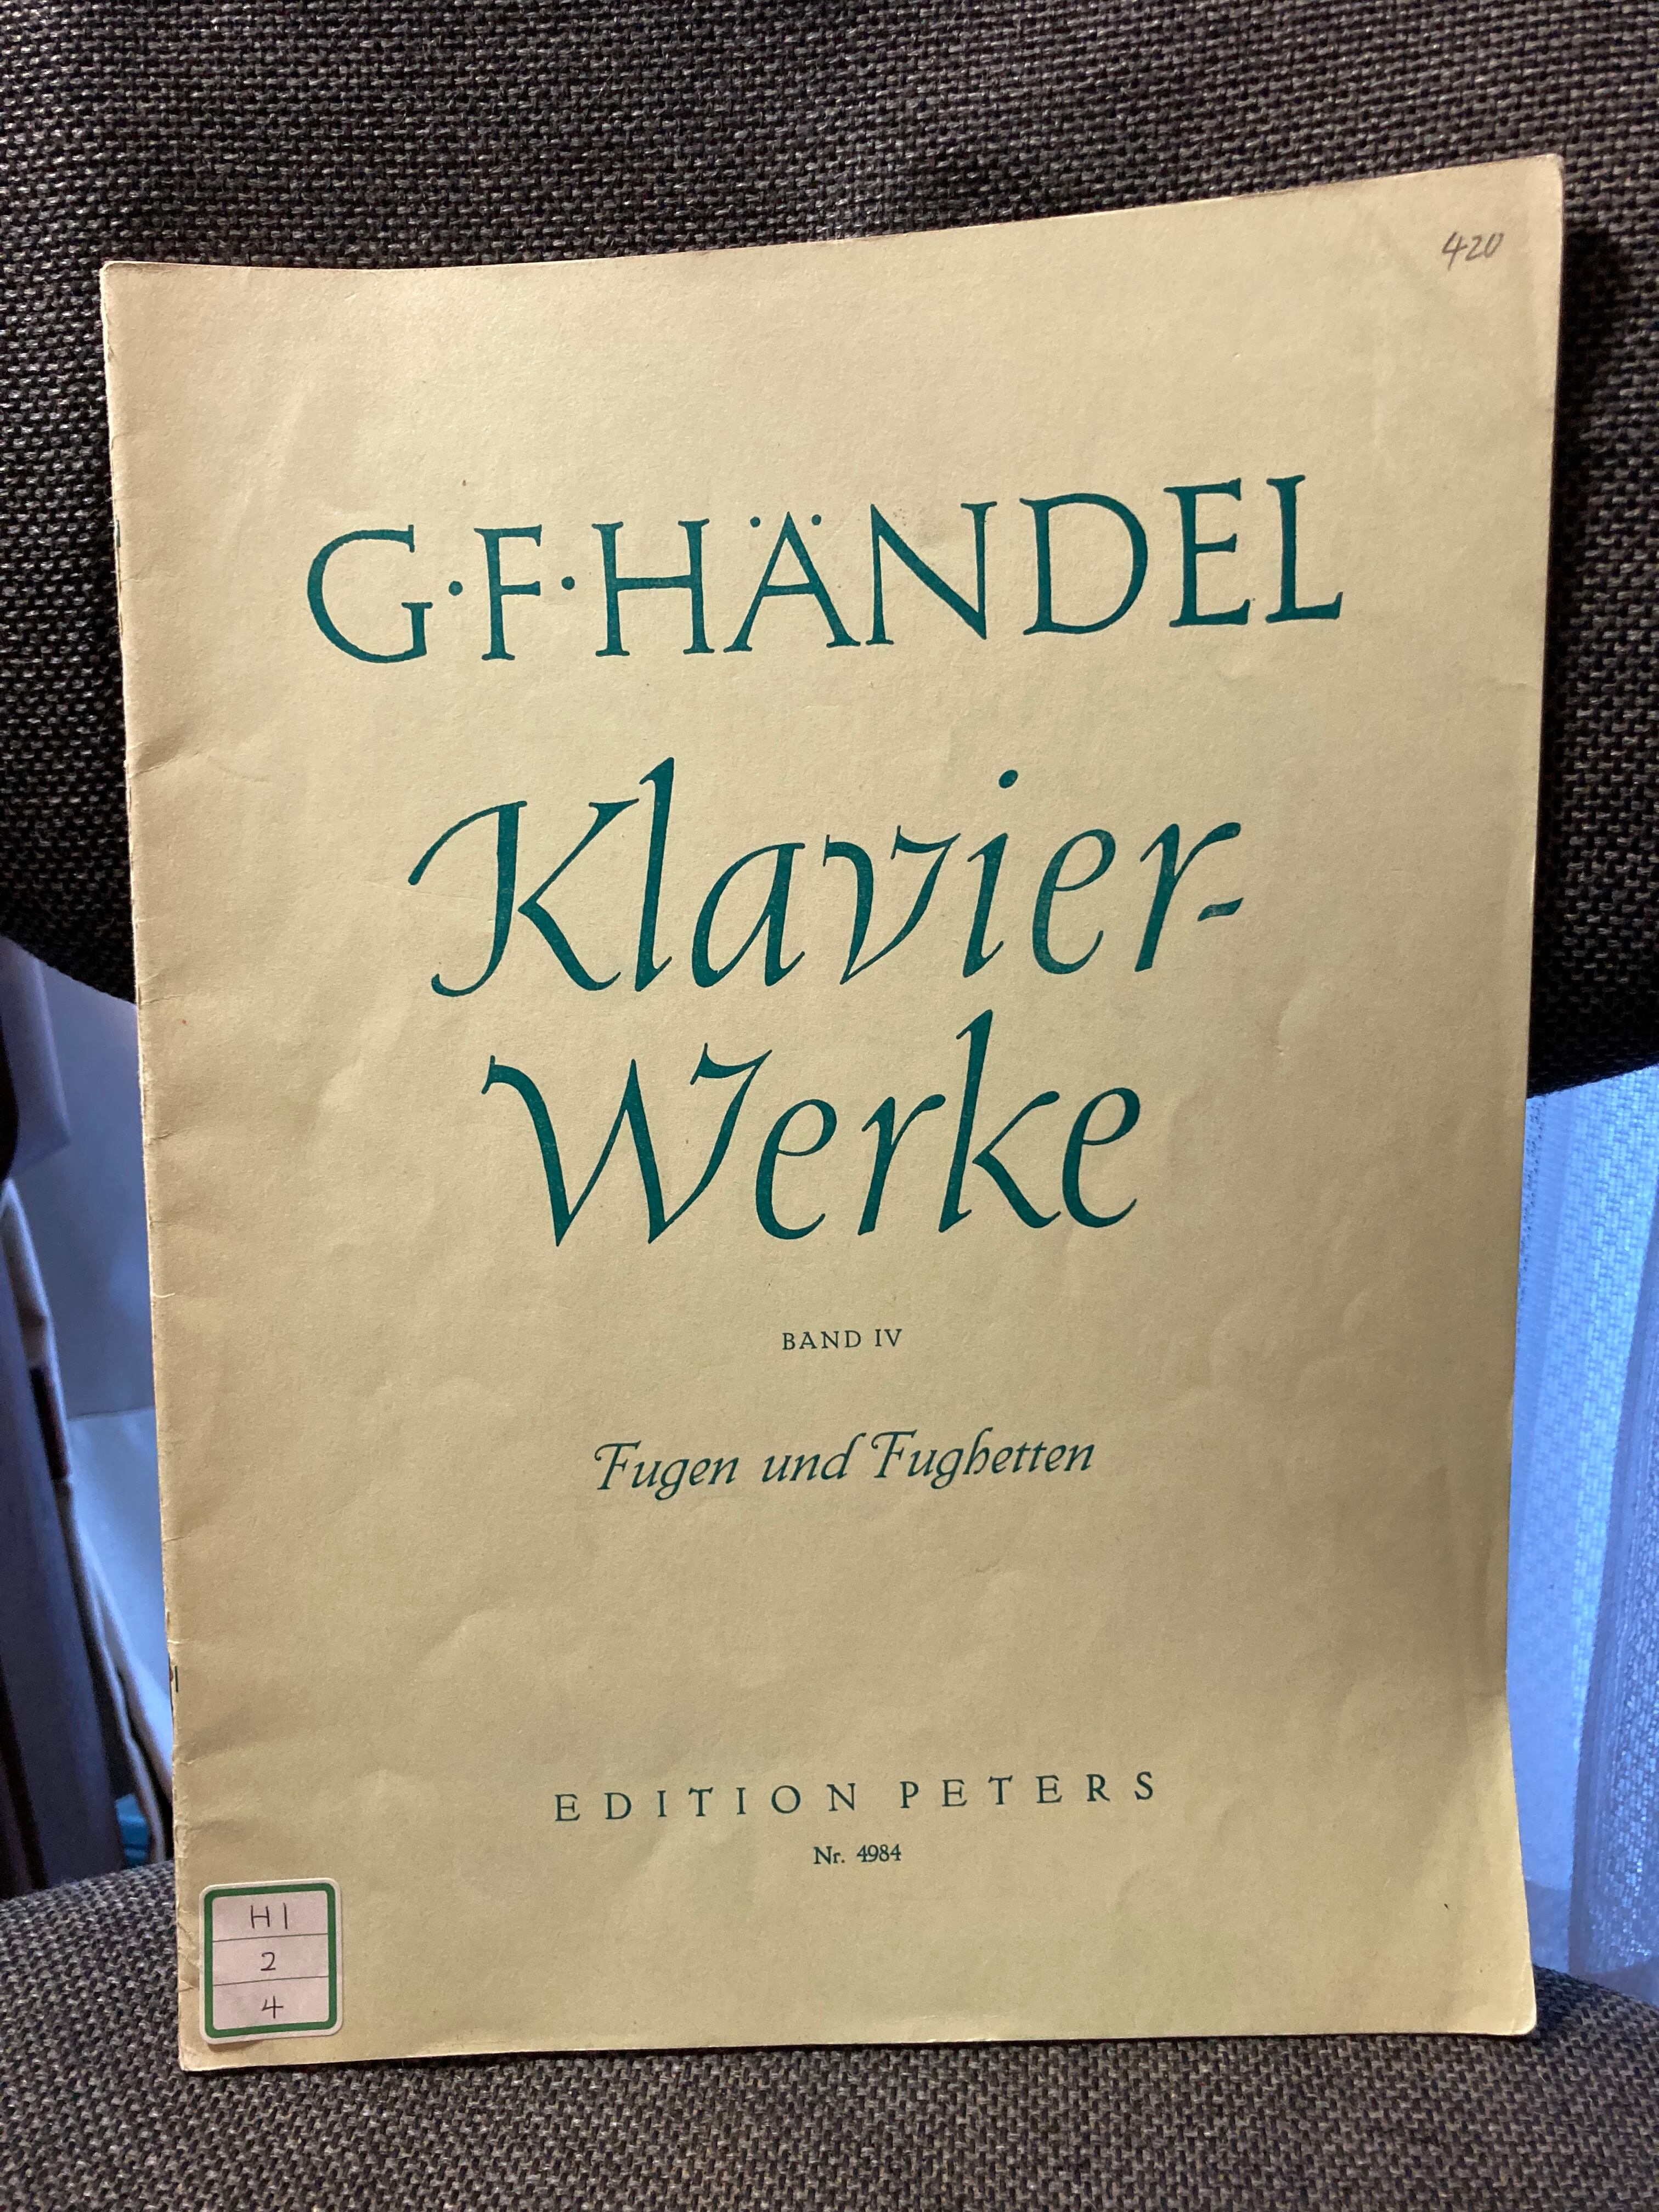 420
G·F·HÄNDEL
Klavier-
Werke
BAND IV
Fugen und Fughetten
EDITION PETERS
Nr. 4984
H1
2
4